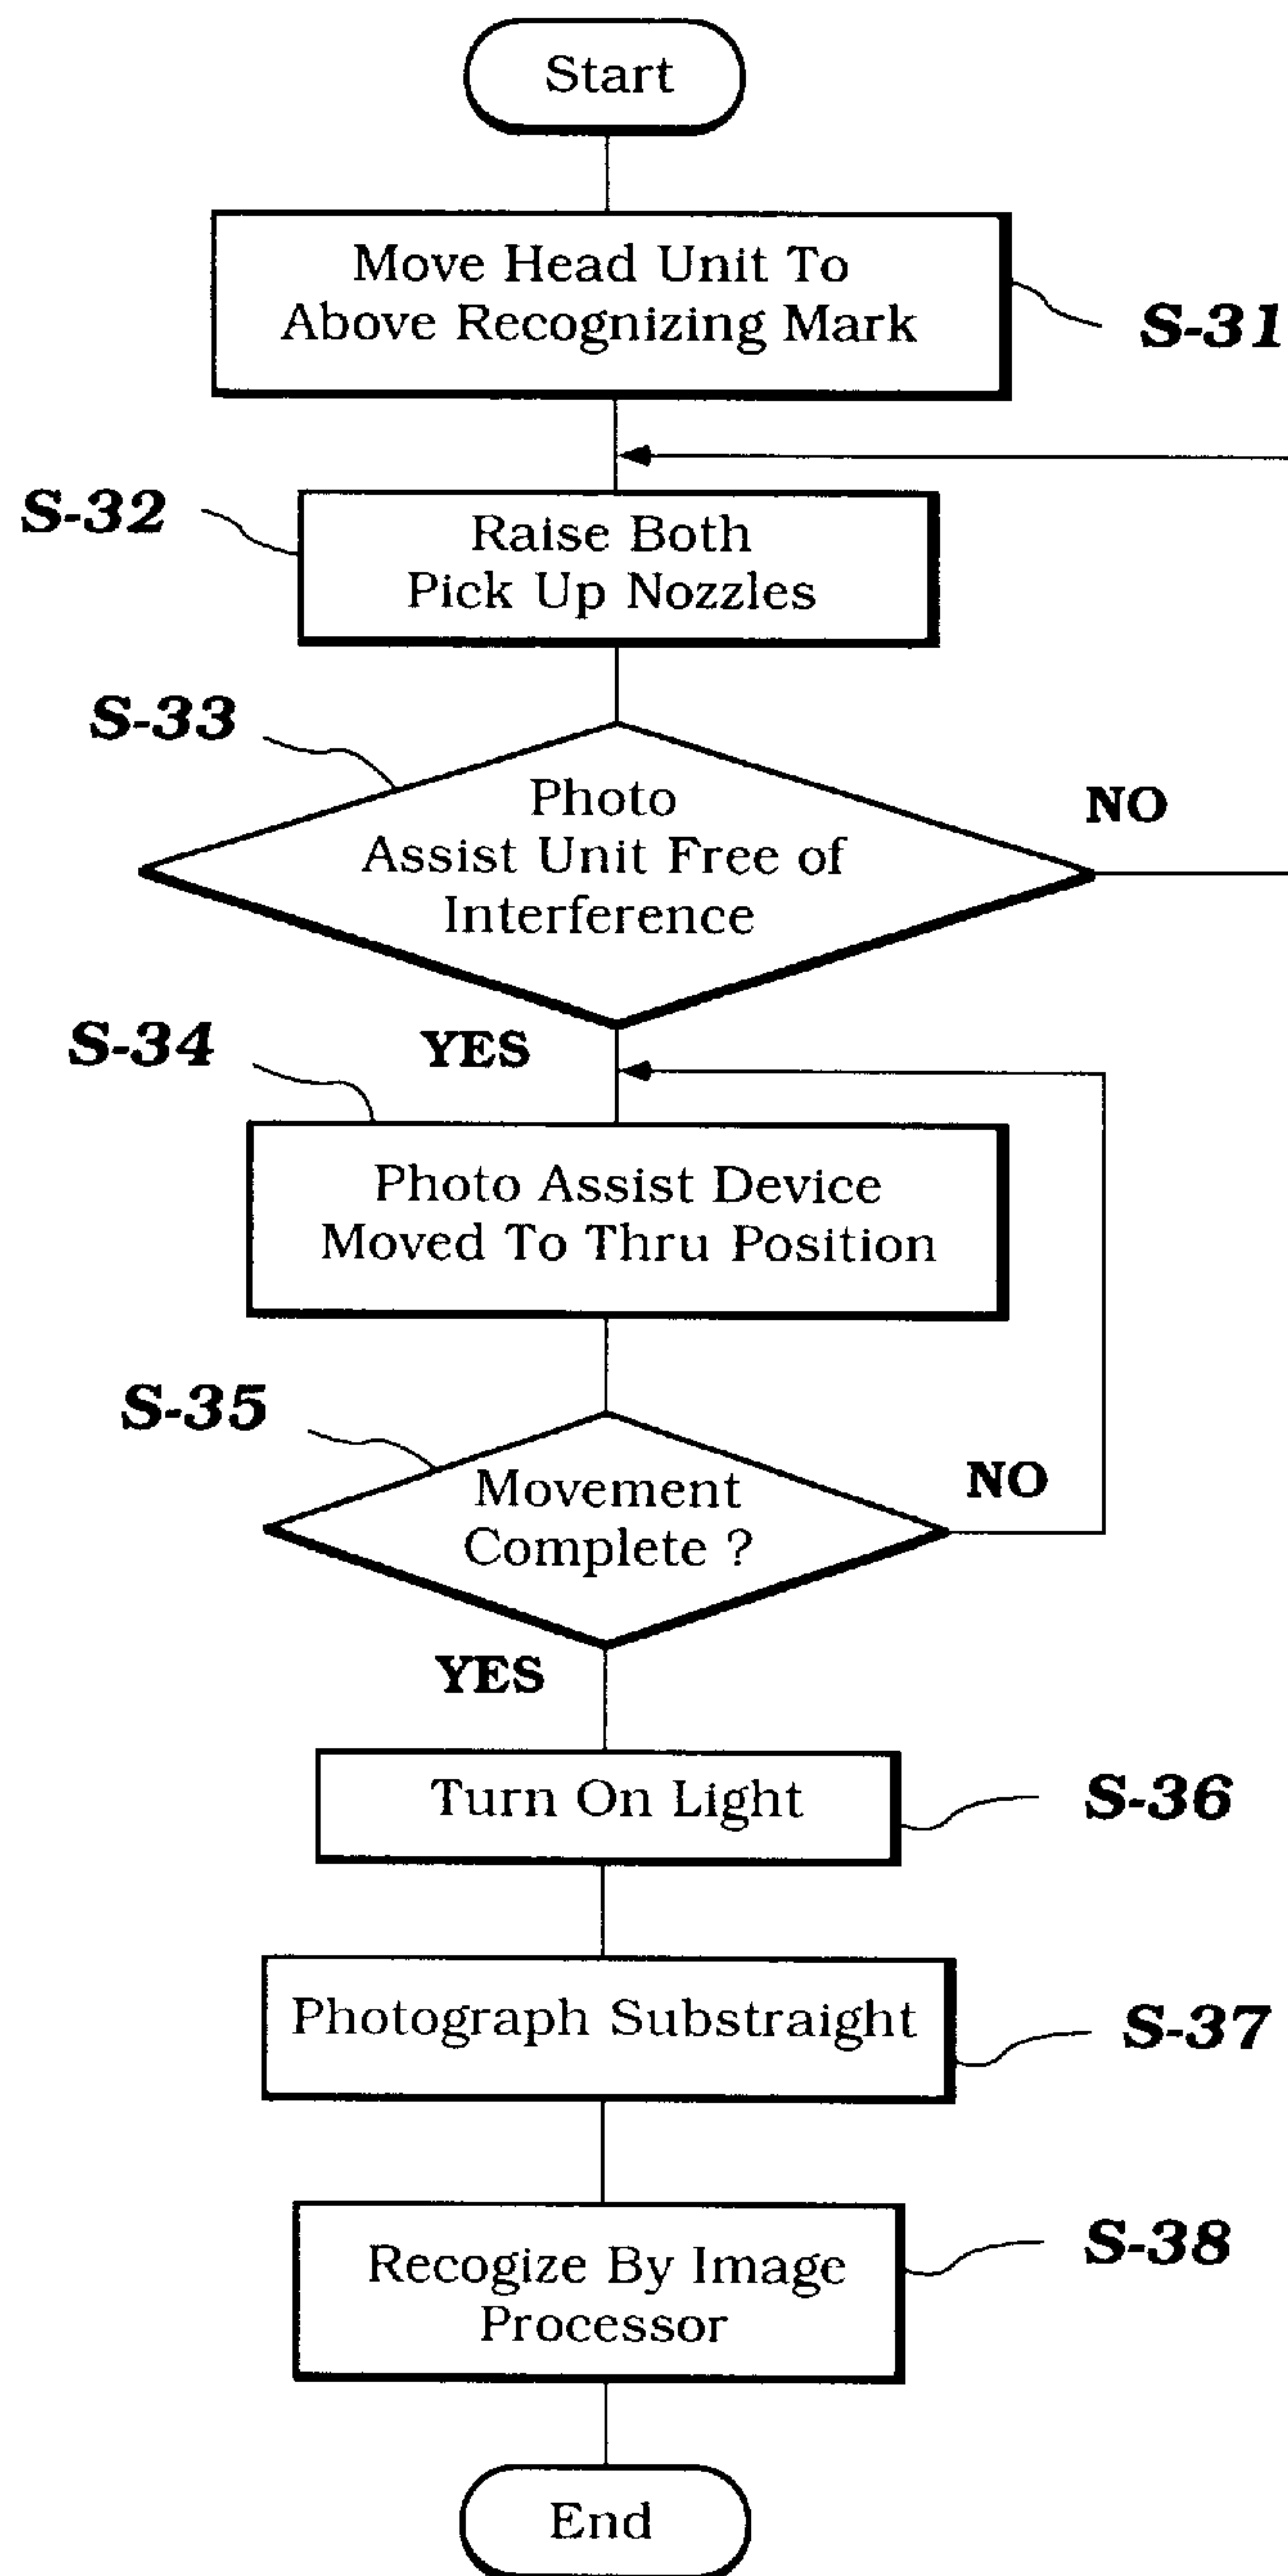 Start
Move Head Unit To
Above Recognizing Mark
S-31
S-32
Raise Both
Pick Up Nozzles
S-33
Photo
Assist Unit Free of
Interference
NO
YES
S-34
Photo Assist Device
Moved To Thru Position
S-35
Movement
Complete ?
NO
YES
Turn On Light
S-36
Photograph Substraight
S-37
Recogize By Image
Processor
S-38
End